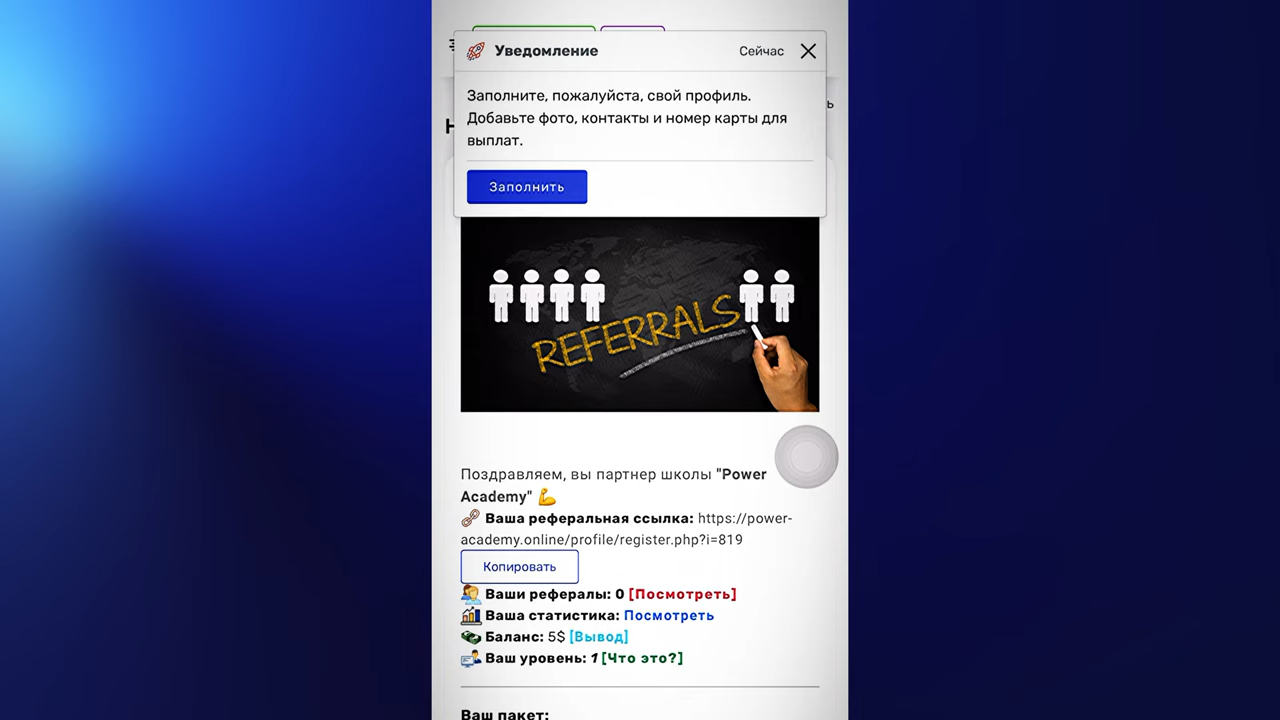 Уведомление
Сейчас
Заполните, пожалуйста, свой профиль.
Добавьте фото, контакты и номер карты для
выплат.
Заполнить
REFERRALS
Поздравляем, вы партнер школы "Power
Academy" 💪
Ваша реферальная ссылка: https://power-
academy.online/profile/register.php?i=819
Копировать
Ваши рефералы: 0 [Посмотреть]
Ваша статистика: Посмотреть
Баланс: 5$ [Вывод]
Ваш уровень: 1 [Что это?]
Ваш пакет: